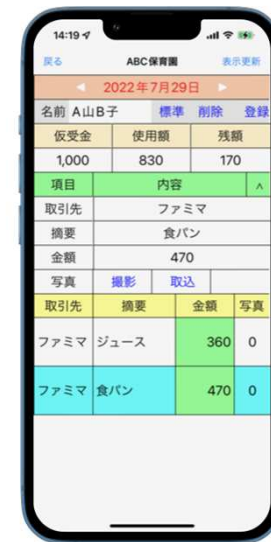 14:19
戻る ABC保育園 表示更新
◀ 2022年7月29日 ▶
名前 A山B子 標準 削除 登録
仮受金 使用額 残額
1,000 830 170
項目 内容 ^
取引先 ファミマ
摘要 食パン
金額 470
写真 撮影 取込
取引先 摘要 金額 写真
ファミマ ジュース 360 0
ファミマ 食パン 470 0